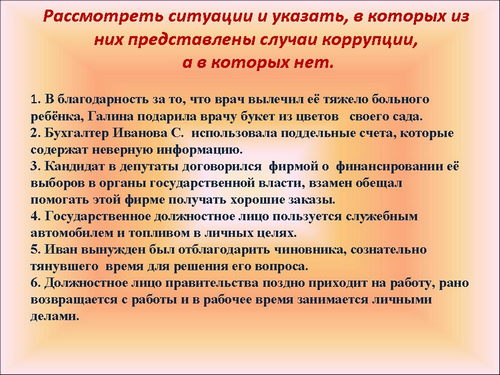 Рассмотреть ситуации и указать, в которых из
них представлены случаи коррупции,
а в которых нет.
1. В благодарность за то, что врач вылечил её тяжело больного
ребёнка, Галина подарила врачу букет из цветов своего сада.
2. Бухгалтер Иванова С. использовала поддельные счета, которые
содержат неверную информацию.
3. Кандидат в депутаты договорился фирмой о финансировании её
выборов в органы государственной власти, взамен обещал
помогать этой фирме получать хорошие заказы.
4. Государственное должностное лицо пользуется служебным
автомобилем и топливом в личных целях.
5. Иван вынужден был отблагодарить чиновника, сознательно
тянувшего время для решения его вопроса.
6. Должностное лицо правительства поздно приходит на работу, рано
возвращается с работы и в рабочее время занимается личными
делами.